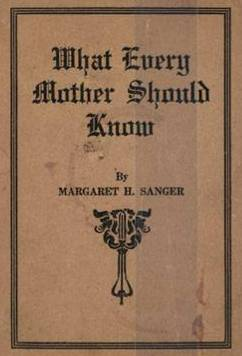 What Every
Mother Should
Know
By
MARGARET H. SANGER